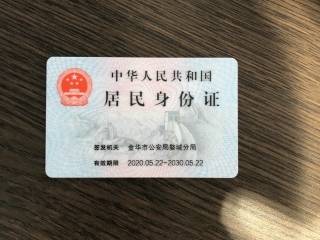 中华人民共和国
居民身份证
签发机关 金华市公安局婺城分局
有效期限 2020.05.22-2030.05.22